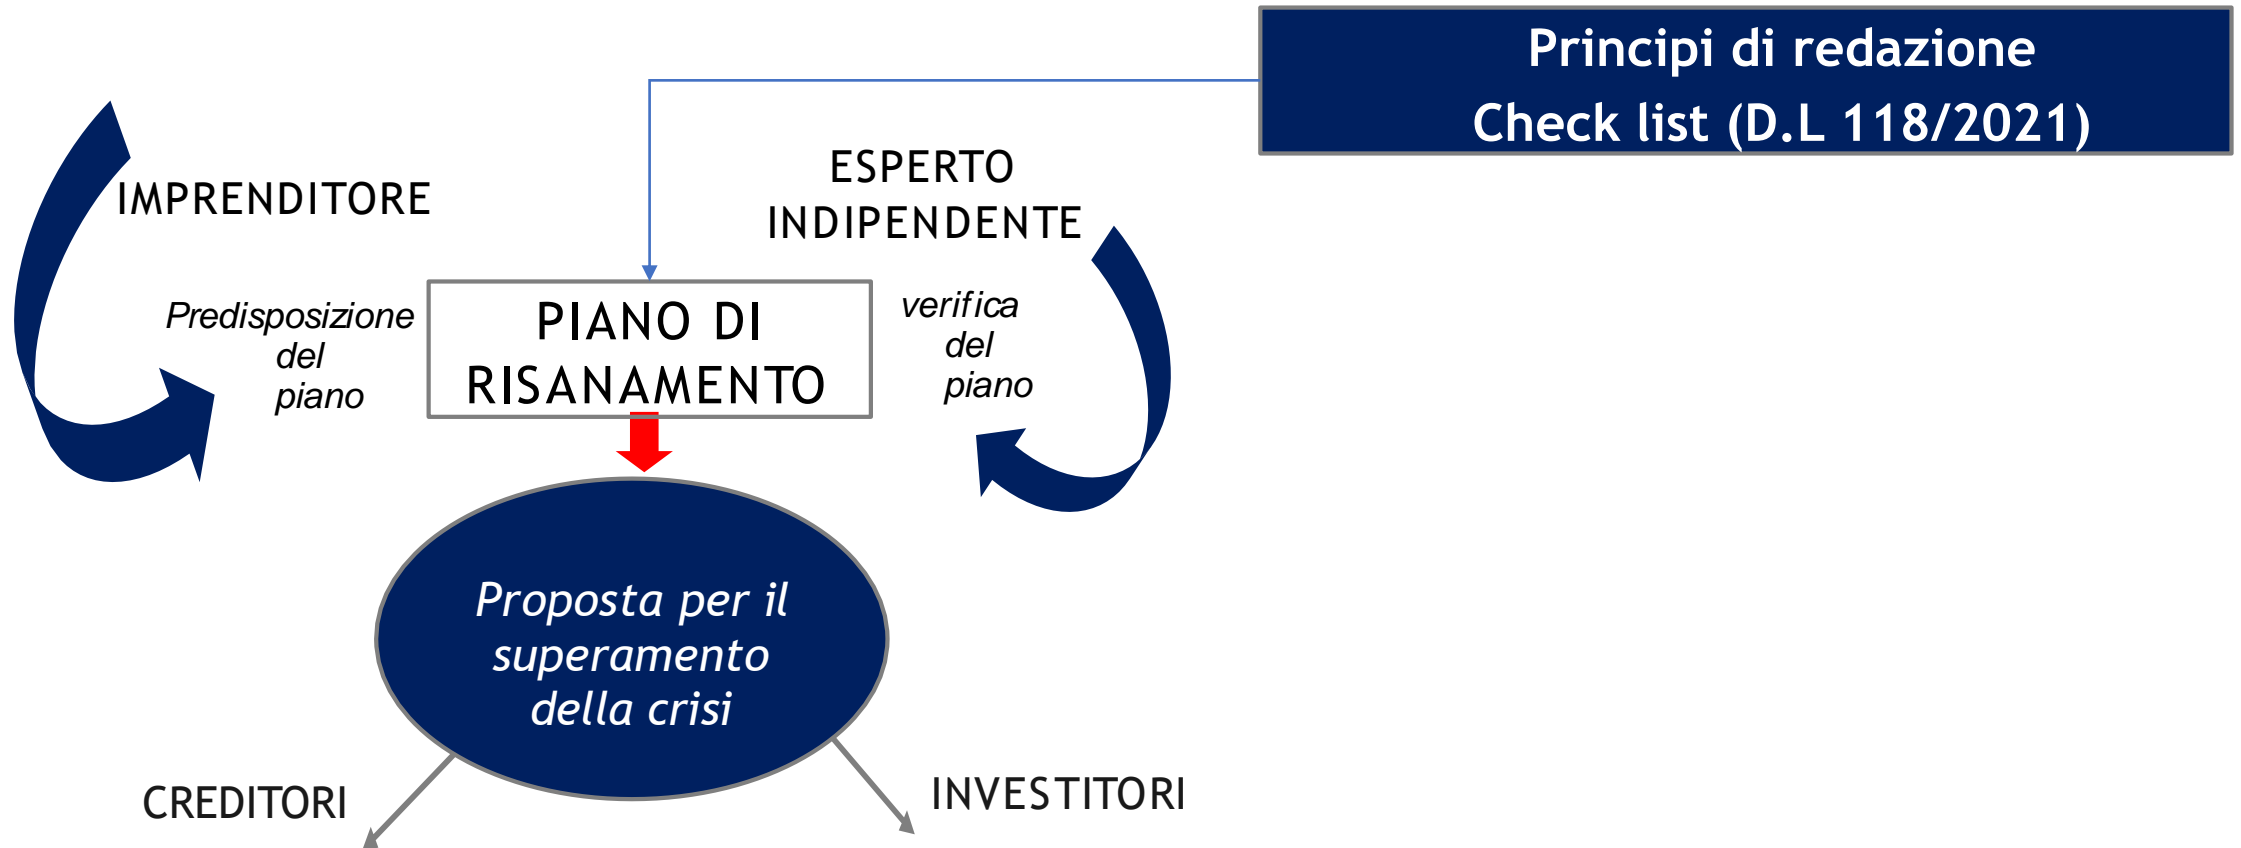 Principi di redazione
Check list (D.L 118/2021)
IMPRENDITORE
ESPERTO
INDIPENDENTE
Predisposizione
del
piano
PIANO DI
RISANAMENTO
verifica
del
piano
Proposta per il
superamento
della crisi
CREDITORI
INVESTITORI